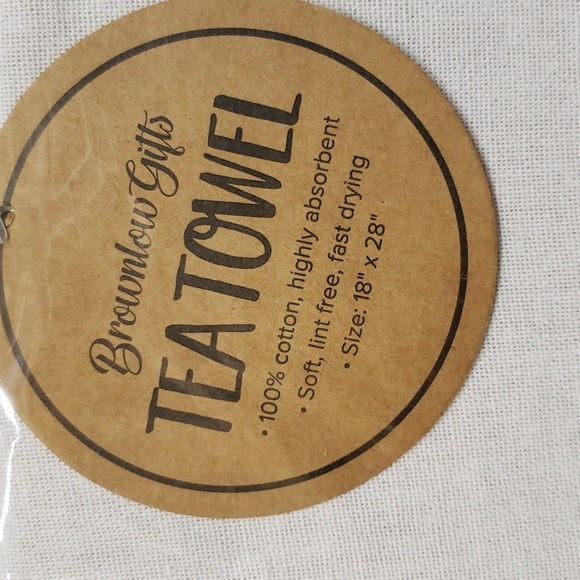 Brownlow Gifts
TEA TOWEL
• 100% cotton, highly absorbent
• Soft, lint free, fast drying
• Size: 18" x 28"